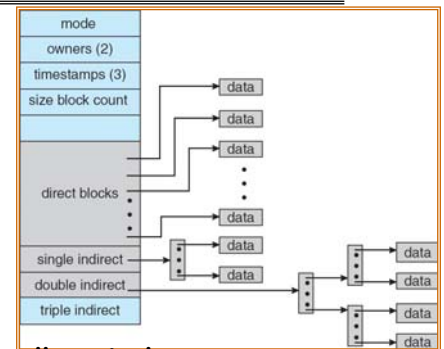 mode
owners (2)
timestamps (3)
size block count
data
data
data
direct blocks
data
data
single indirect
data
double indirect
data
data
triple indirect
data
data